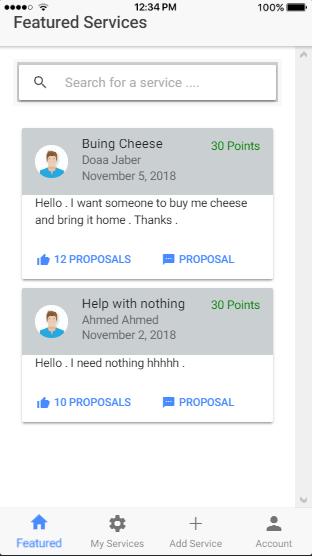 12:34 PM 100%
Featured Services
Search for a service ....
Buing Cheese
30 Points
Doaa Jaber
November 5, 2018
Hello . I want someone to buy me cheese
and bring it home . Thanks .
12 PROPOSALS PROPOSAL
Help with nothing
30 Points
Ahmed Ahmed
November 2, 2018
Hello . I need nothing hhhhh .
10 PROPOSALS PROPOSAL
Featured My Services Add Service Account